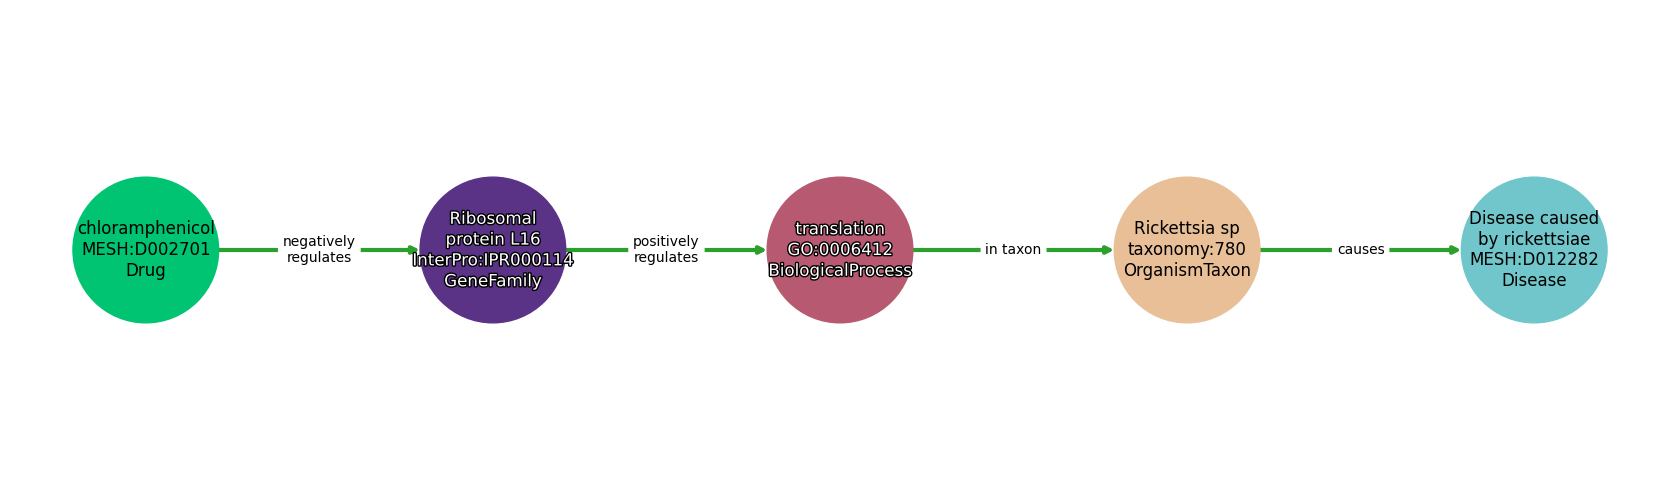 chloramphenicol
MESH:D002701
Drug
negatively
regulates
Ribosomal
protein L16
InterPro:IPR000114
GeneFamily
positively
regulates
translation
GO:0006412
BiologicalProcess
in taxon
Rickettsia sp
taxonomy:780
OrganismTaxon
causes
Disease caused
by rickettsiae
MESH:D012282
Disease